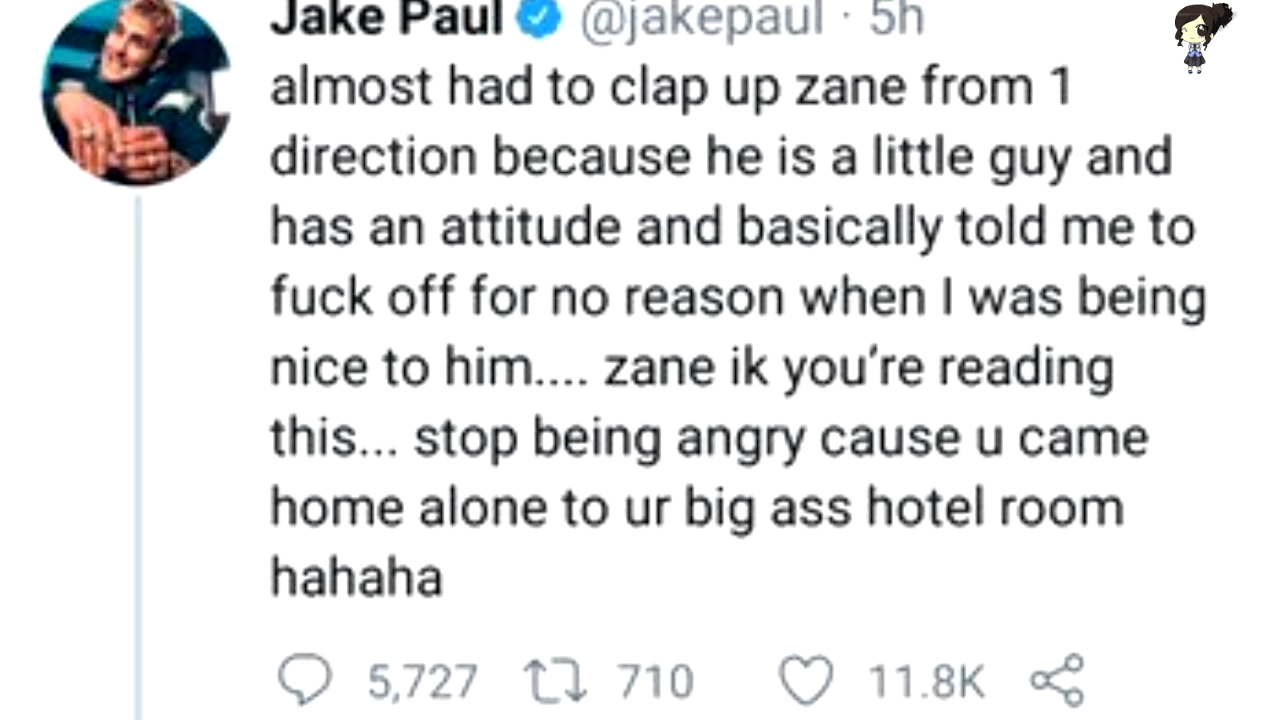 Jake Paul @jakepaul · 5h
almost had to clap up zane from 1
direction because he is a little guy and
has an attitude and basically told me to
fuck off for no reason when I was being
nice to him.... zane ik you're reading
this... stop being angry cause u came
home alone to ur big ass hotel room
hahaha
5,727 710 11.8K